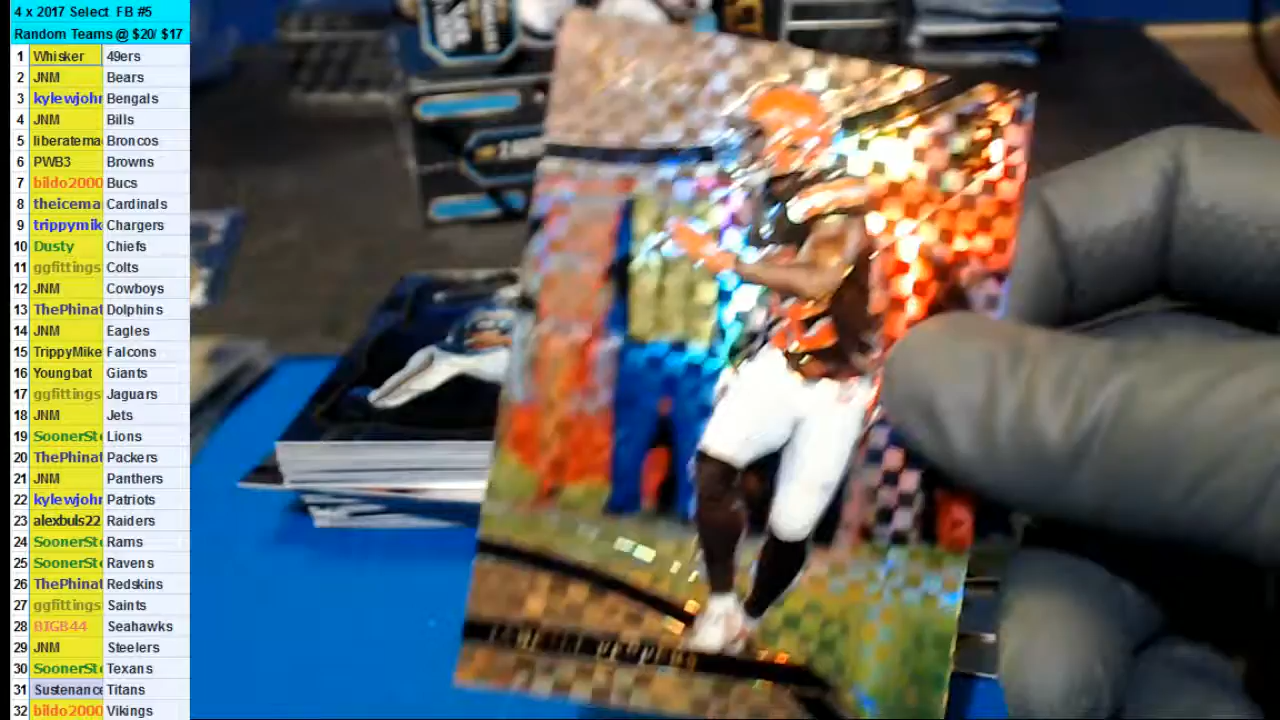 4 x 2017 Select FB #5
Random Teams @ $20/ $17
1 Whisker 49ers
2 JNM Bears
3 kylewjohr Bengals
4 JNM Bills
5 liberatema Broncos
6 PWB3 Browns
7 bildo2000 Bucs
8 theicema Cardinals
9 trippymik Chargers
10 Dusty Chiefs
11 ggfittings Colts
12 JNM Cowboys
13 ThePhinat Dolphins
14 JNM Eagles
15 TrippyMike Falcons
16 Youngbat Giants
17 ggfittings Jaguars
18 JNM Jets
19 SoonerSt Lions
20 ThePhinat Packers
21 JNM Panthers
22 kylewjohr Patriots
23 alexbuls22 Raiders
24 SoonerSt Rams
25 SoonerSt Ravens
26 ThePhinat Redskins
27 ggfittings Saints
28 BIGB44 Seahawks
29 JNM Steelers
30 SoonerSt Texans
31 Sustenance Titans
32 bildo2000 Vikings